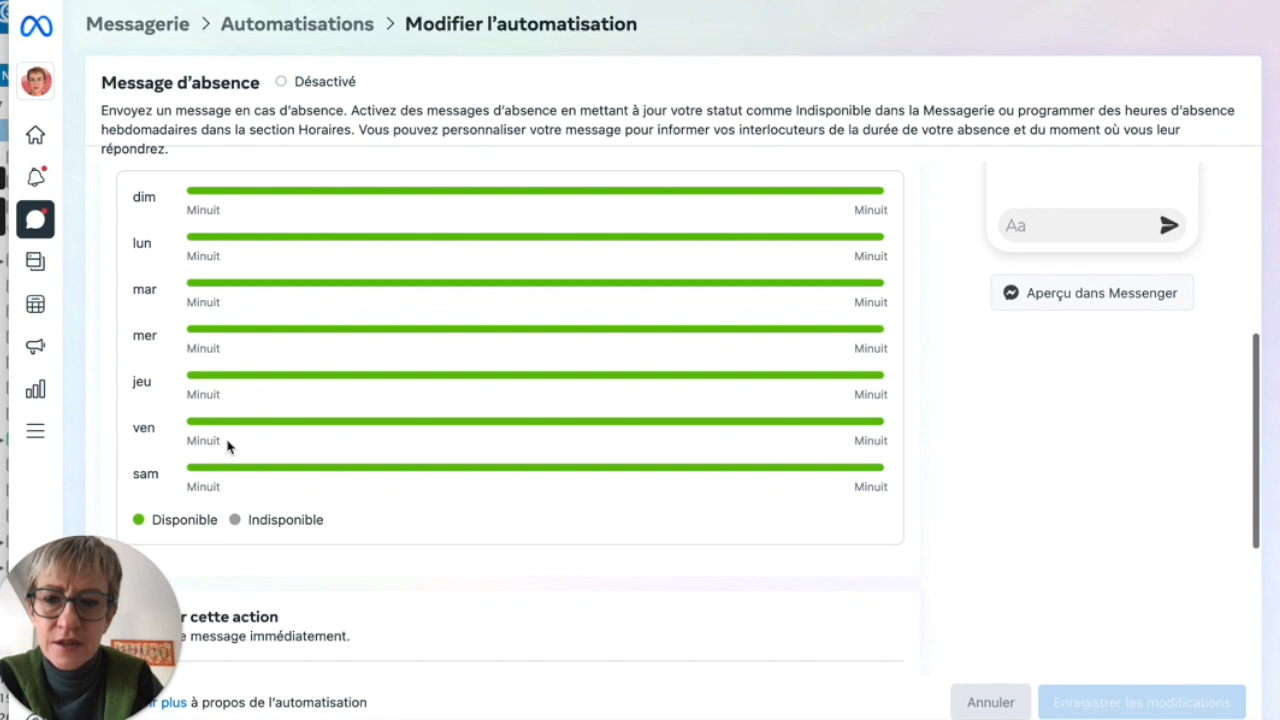 Messagerie > Automatisations > Modifier l'automatisation
Message d'absence Désactivé
Envoyez un message en cas d'absence. Activez des messages d'absence en mettant à jour votre statut comme Indisponible dans la Messagerie ou programmer des heures d'absence
hebdomadaires dans la section Horaires. Vous pouvez personnaliser votre message pour informer vos interlocuteurs de la durée de votre absence et du moment où vous leur
répondrez.
dim
Minuit Minuit
lun
Minuit Minuit
mar
Minuit Minuit
mer
Minuit Minuit
jeu
Minuit Minuit
ven
Minuit Minuit
sam
Minuit Minuit
Disponible Indisponible
Aa
Aperçu dans Messenger
r cette action
e message immédiatement.
r plus à propos de l'automatisation
Annuler Enregistrer les modifications